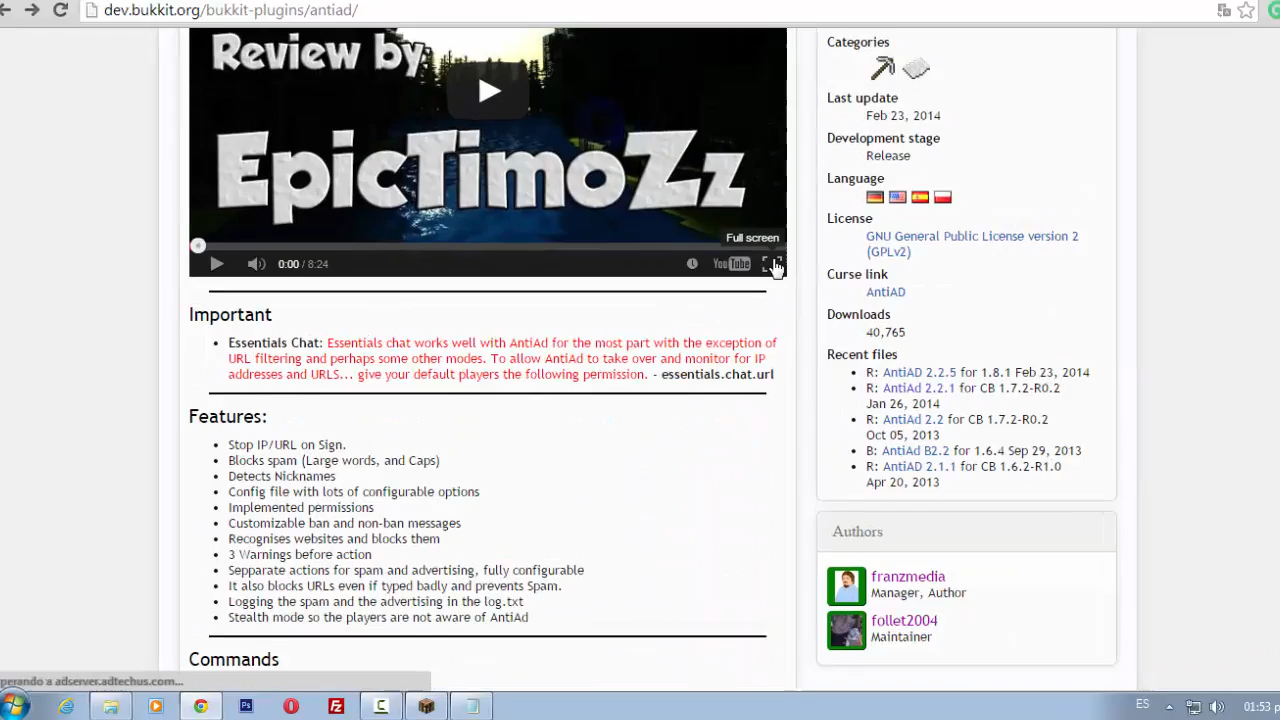 dev.bukkit.org/bukkit-plugins/antiad/
Review by
EpicTimoZz
Full screen
0:00 / 8:24
YouTube
Important
Essentials Chat: Essentials chat works well with AntiAd for the most part with the exception of
URL filtering and perhaps some other modes. To allow AntiAd to take over and monitor for IP
addresses and URLS... give your default players the following permission. - essentials.chat.url
Features:
Stop IP/URL on Sign.
Blocks spam (Large words, and Caps)
Detects Nicknames
Config file with lots of configurable options
Implemented permissions
Customizable ban and non-ban messages
Recognises websites and blocks them
3 Warnings before action
Sepparate actions for spam and advertising, fully configurable
It also blocks URLs even if typed badly and prevents Spam.
Logging the spam and the advertising in the log.txt
Stealth mode so the players are not aware of AntiAd
Commands
Categories
Last update
Feb 23, 2014
Development stage
Release
Language
License
GNU General Public License version 2
(GPLv2)
Curse link
AntiAD
Downloads
40,765
Recent files
R: AntiAD 2.2.5 for 1.8.1 Feb 23, 2014
R: AntiAd 2.2.1 for CB 1.7.2-R0.2
Jan 26, 2014
R: AntiAd 2.2 for CB 1.7.2-R0.2
Oct 05, 2013
B: AntiAd B2.2 for 1.6.4 Sep 29, 2013
R: AntiAD 2.1.1 for CB 1.6.2-R1.0
Apr 20, 2013
Authors
franzmedia
Manager, Author
follet2004
Maintainer
perando a adserver.adtechus.com...
ES
01:53 p